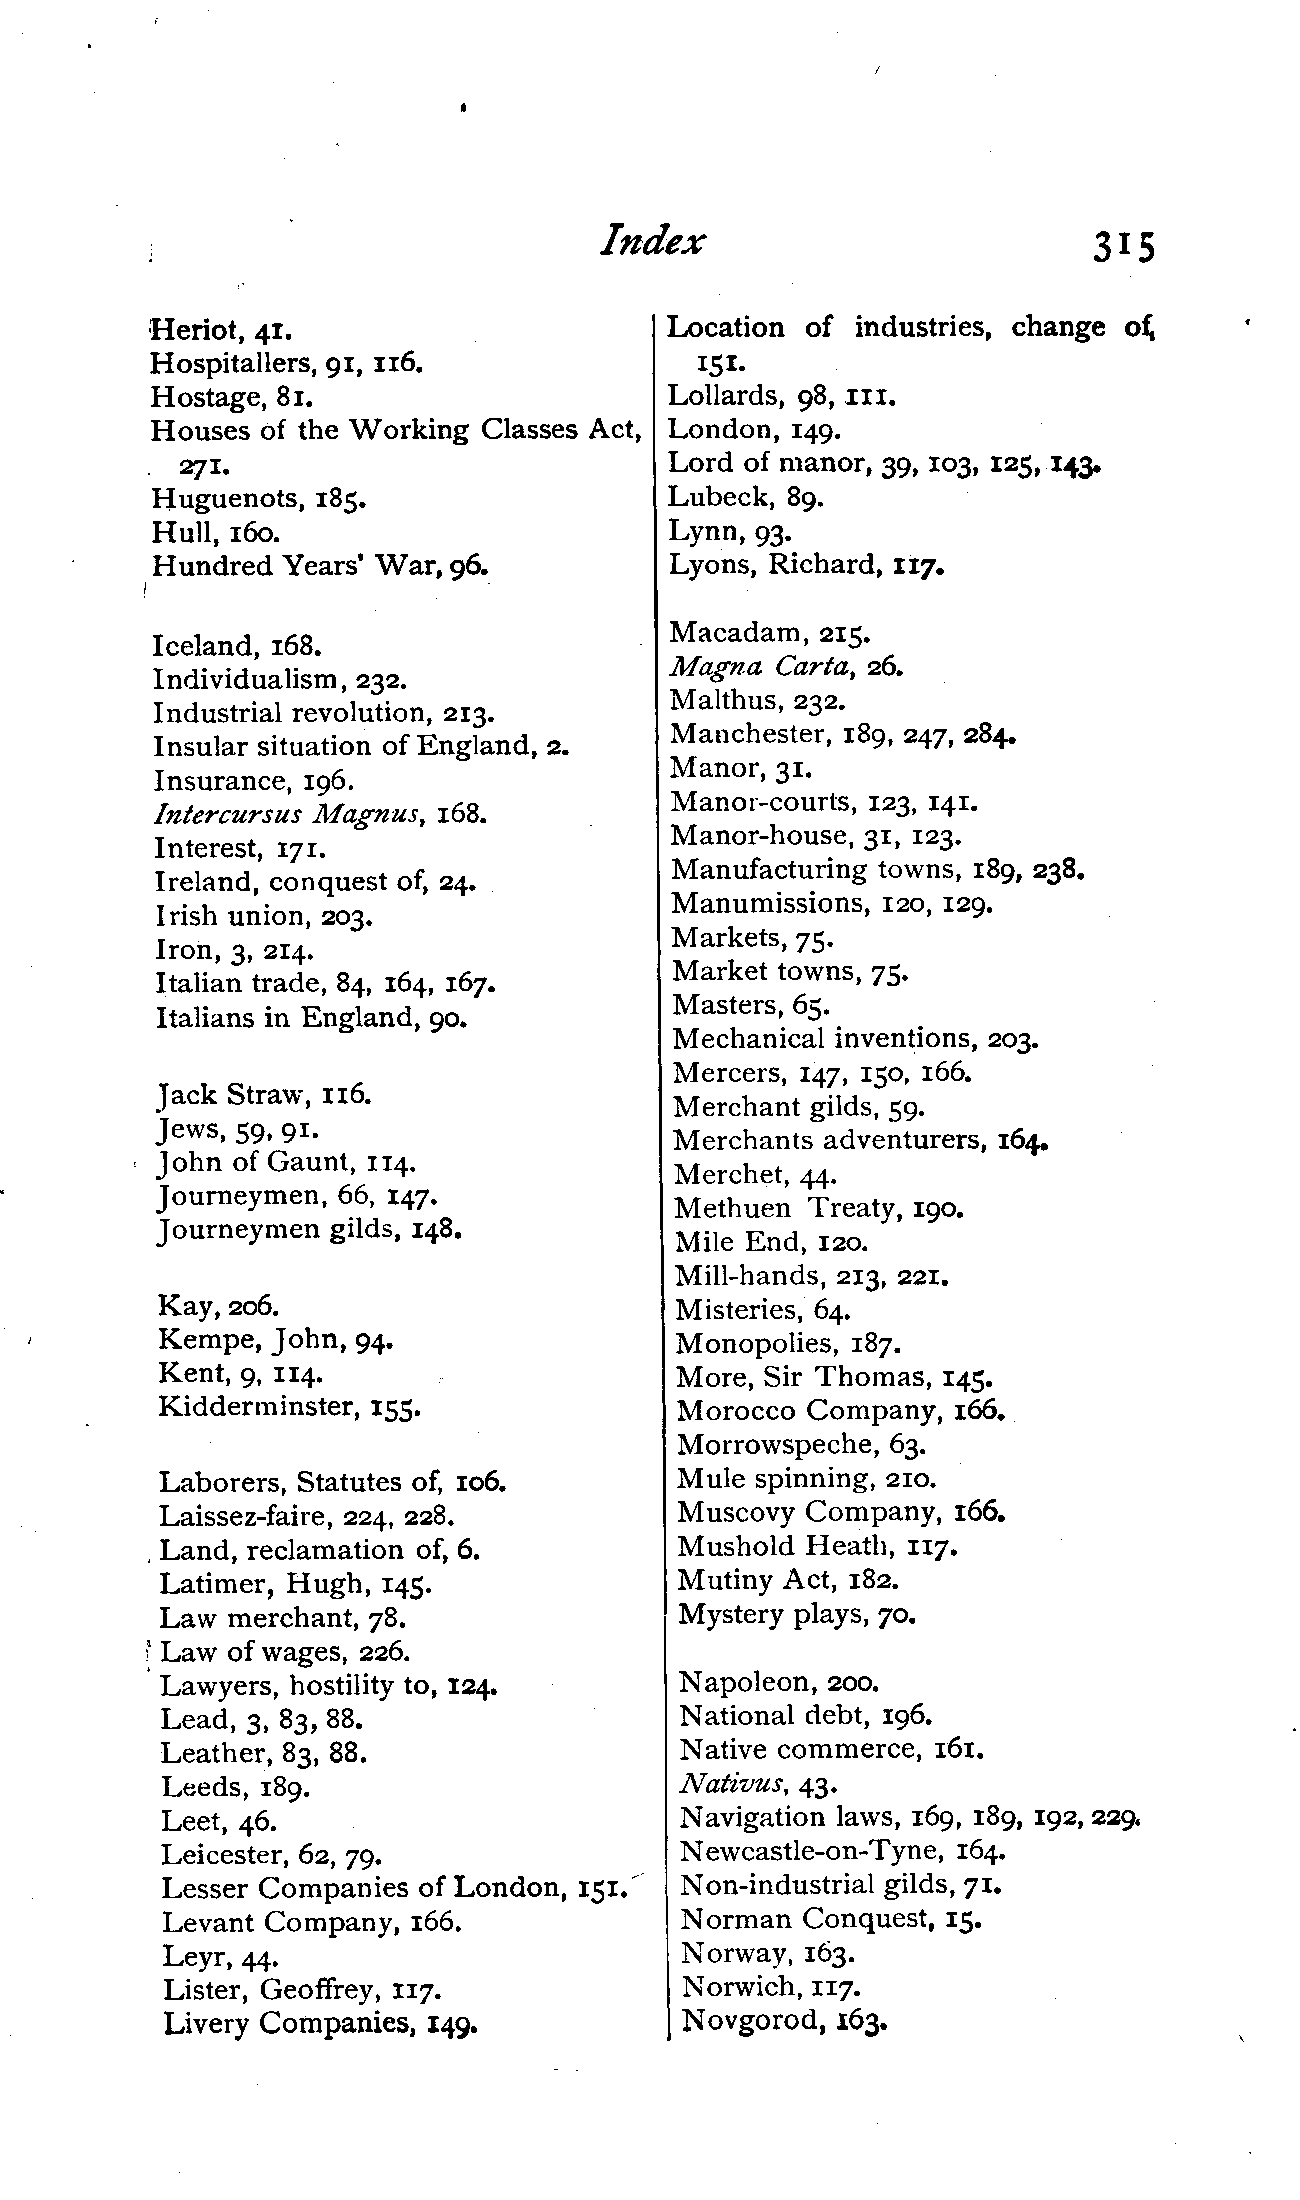 Index
315
Heriot, 41.
Hospitallers, 91, 116.
Hostage, 81.
Houses of the Working Classes Act,
271.
Huguenots, 185.
Hull, 160.
Hundred Years' War, 96.
Iceland, 168.
Individualism, 232.
Industrial revolution, 213.
Insular situation of England, 2.
Insurance, 196.
Intercursus Magnus, 168.
Interest, 171.
Ireland, conquest of, 24.
Irish union, 203.
Iron, 3, 214.
Italian trade, 84, 164, 167.
Italians in England, 90.
Jack Straw, 116.
Jews, 59, 91.
John of Gaunt, 114.
Journeymen, 66, 147.
Journeymen gilds, 148.
Kay, 206.
Kempe, John, 94.
Kent, 9, 114.
Kidderminster, 155.
Laborers, Statutes of, 106.
Laissez-faire, 224, 228.
Land, reclamation of, 6.
Latimer, Hugh, 145.
Law merchant, 78.
Law of wages, 226.
Lawyers, hostility to, 124.
Lead, 3, 83, 88.
Leather, 83, 88.
Leeds, 189.
Leet, 46.
Leicester, 62, 79.
Lesser Companies of London, 151.
Levant Company, 166.
Leyr, 44.
Lister, Geoffrey, 117.
Livery Companies, 149.
Location of industries, change of,
151.
Lollards, 98, 111.
London, 149.
Lord of manor, 39, 103, 125, 143.
Lubeck, 89.
Lynn, 93.
Lyons, Richard, 117.
Macadam, 215.
Magna Carta, 26.
Malthus, 232.
Manchester, 189, 247, 284.
Manor, 31.
Manor-courts, 123, 141.
Manor-house, 31, 123.
Manufacturing towns, 189, 238.
Manumissions, 120, 129.
Markets, 75.
Market towns, 75.
Masters, 65.
Mechanical inventions, 203.
Mercers, 147, 150, 166.
Merchant gilds, 59.
Merchants adventurers, 164.
Merchet, 44.
Methuen Treaty, 190.
Mile End, 120.
Mill-hands, 213, 221.
Misteries, 64.
Monopolies, 187.
More, Sir Thomas, 145.
Morocco Company, 166.
Morrowspeche, 63.
Mule spinning, 210.
Muscovy Company, 166.
Mushold Heath, 117.
Mutiny Act, 182.
Mystery plays, 70.
Napoleon, 200.
National debt, 196.
Native commerce, 161.
Nativus, 43.
Navigation laws, 169, 189, 192, 229.
Newcastle-on-Tyne, 164.
Non-industrial gilds, 71.
Norman Conquest, 15.
Norway, 163.
Norwich, 117.
Novgorod, 163.